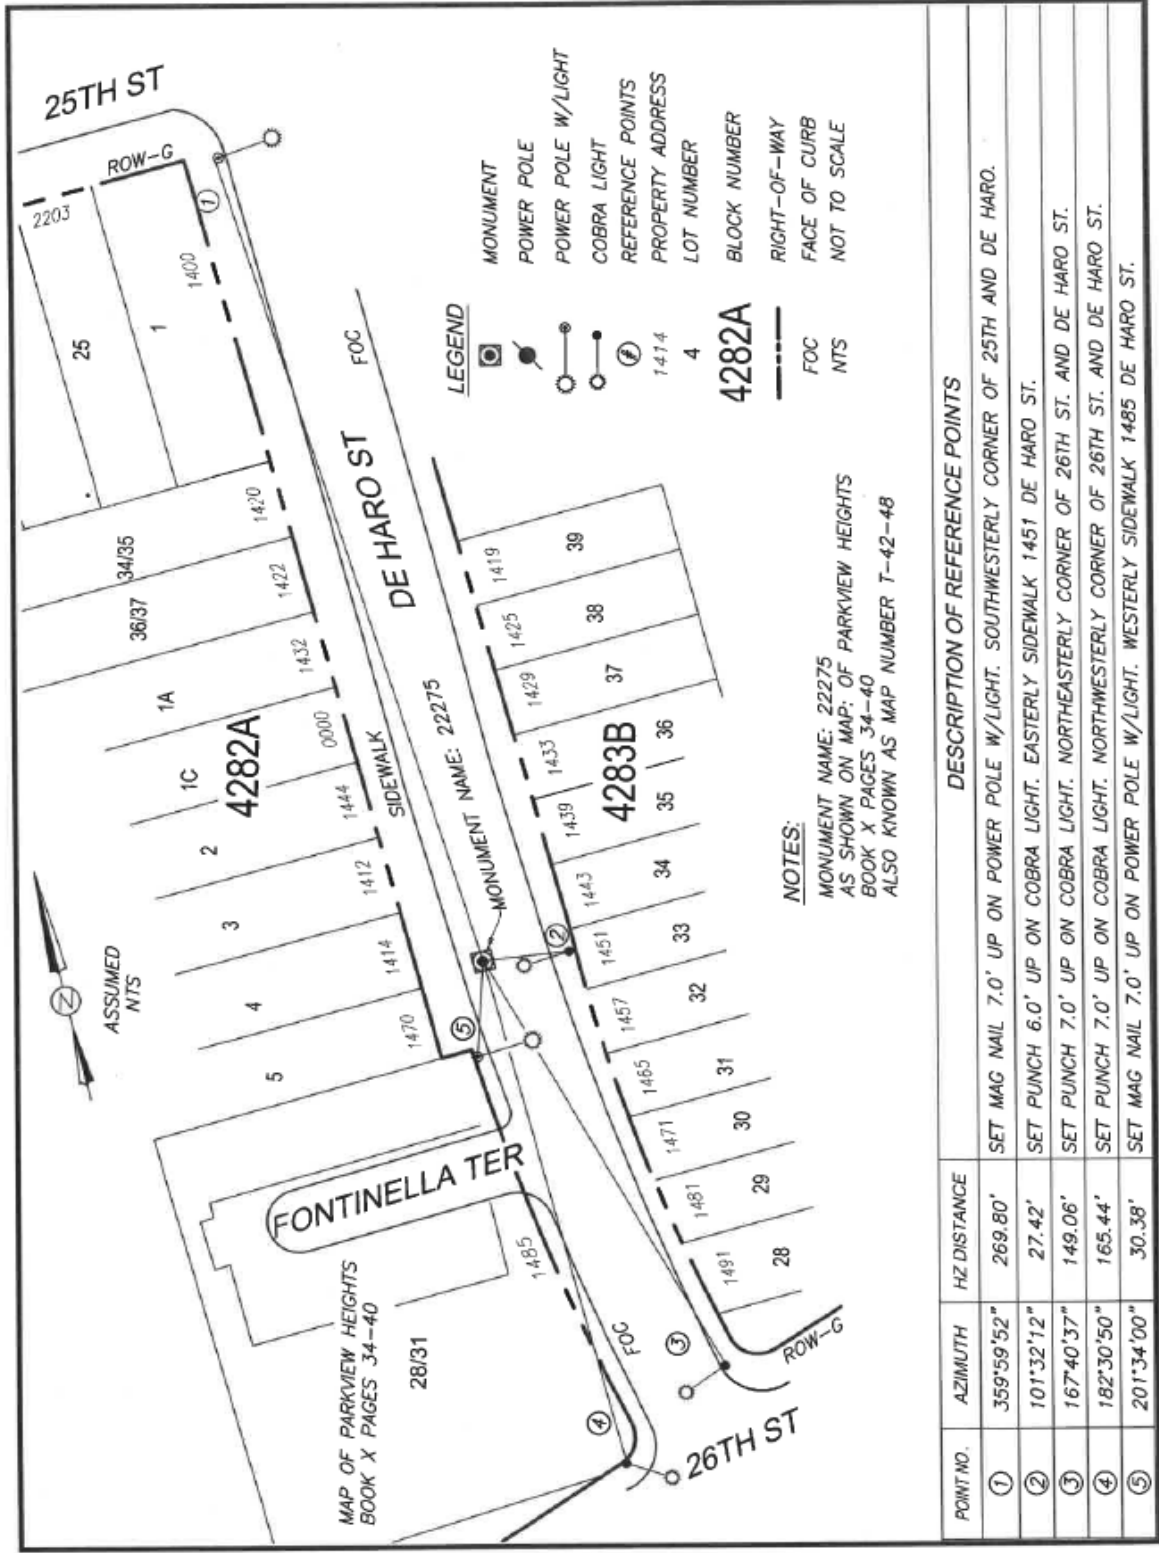 25TH ST
ROW-G
2203
25
1
1400
1
FOC
34/35
36/37
1A
1C
2
3
4
5
4282A
1420
1422
1432
0000
1444
1412
1414
1470
SIDEWALK
DE HARO ST
MONUMENT NAME: 22275
N
ASSUMED
NTS
5
2
1419
1425
1429
1433
1439
1443
1451
1457
1465
1471
1481
1491
39
38
37
36
35
34
33
32
31
30
29
28
4283B
FONTINELLA TER
1485
MAP OF PARKVIEW HEIGHTS
BOOK X PAGES 34-40
28/31
FOC
3
4
ROW-G
26TH ST
LEGEND
MONUMENT
POWER POLE
POWER POLE W/LIGHT
COBRA LIGHT
# REFERENCE POINTS
1414 PROPERTY ADDRESS
4 LOT NUMBER
4282A BLOCK NUMBER
RIGHT-OF-WAY
FOC FACE OF CURB
NTS NOT TO SCALE
NOTES:
MONUMENT NAME: 22275
AS SHOWN ON MAP: OF PARKVIEW HEIGHTS
BOOK X PAGES 34-40
ALSO KNOWN AS MAP NUMBER T-42-48
POINT NO. AZIMUTH HZ DISTANCE DESCRIPTION OF REFERENCE POINTS
1 359°59'52" 269.80' SET MAG NAIL 7.0' UP ON POWER POLE W/LIGHT. SOUTHWESTERLY CORNER OF 25TH AND DE HARO.
2 101°32'12" 27.42' SET PUNCH 6.0' UP ON COBRA LIGHT. EASTERLY SIDEWALK 1451 DE HARO ST.
3 167°40'37" 149.06' SET PUNCH 7.0' UP ON COBRA LIGHT. NORTHEASTERLY CORNER OF 26TH ST. AND DE HARO ST.
4 182°30'50" 165.44' SET PUNCH 7.0' UP ON COBRA LIGHT. NORTHWESTERLY CORNER OF 26TH ST. AND DE HARO ST.
5 201°34'00" 30.38' SET MAG NAIL 7.0' UP ON POWER POLE W/LIGHT. WESTERLY SIDEWALK 1485 DE HARO ST.